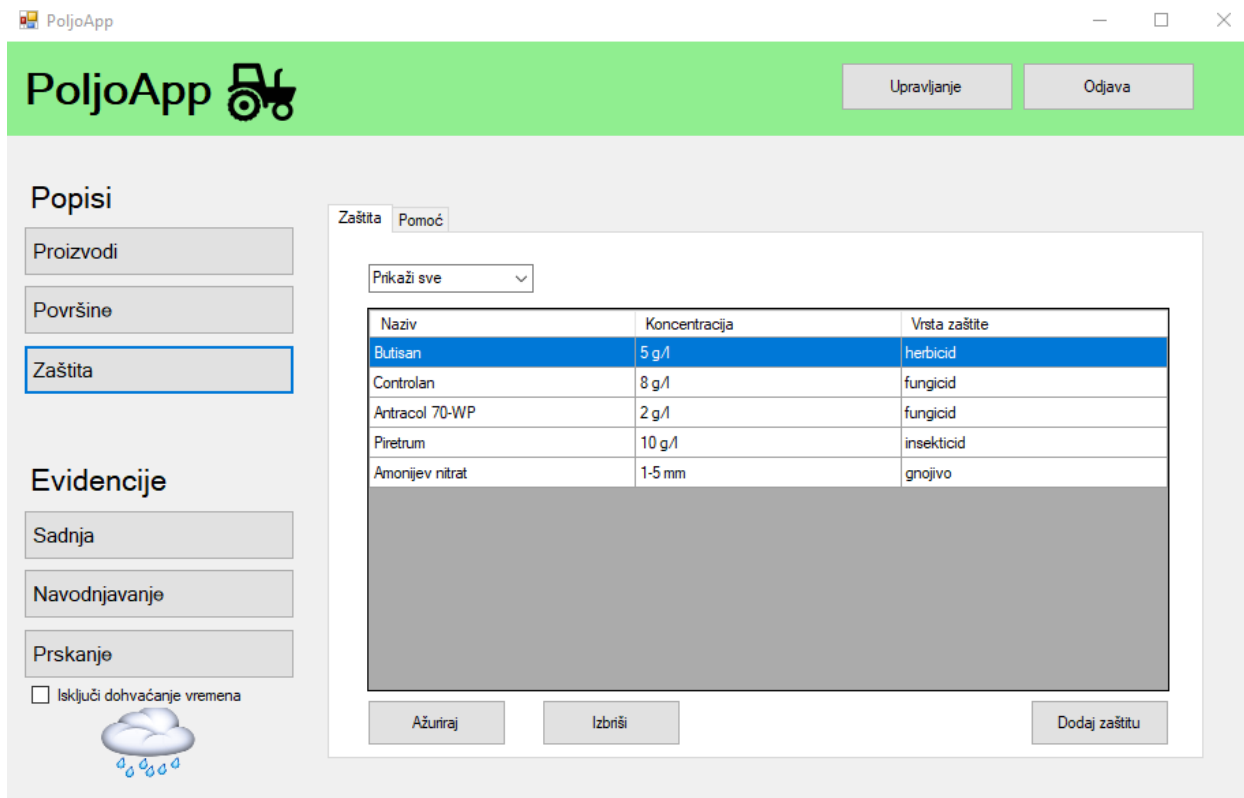 PoljoApp
PoljoApp
Upravljanje Odjava
Popisi
Proizvodi
Površine
Zaštita
Evidencije
Sadnja
Navodnjavanje
Prskanje
Isključi dohvaćanje vremena
Zaštita Pomoć
Prikaži sve
Naziv Koncentracija Vrsta zaštite
Butisan 5 g/l herbicid
Controlan 8 g/l fungicid
Antracol 70-WP 2 g/l fungicid
Piretrum 10 g/l insekticid
Amonijev nitrat 1-5 mm gnojivo
Ažuriraj Izbriši Dodaj zaštitu